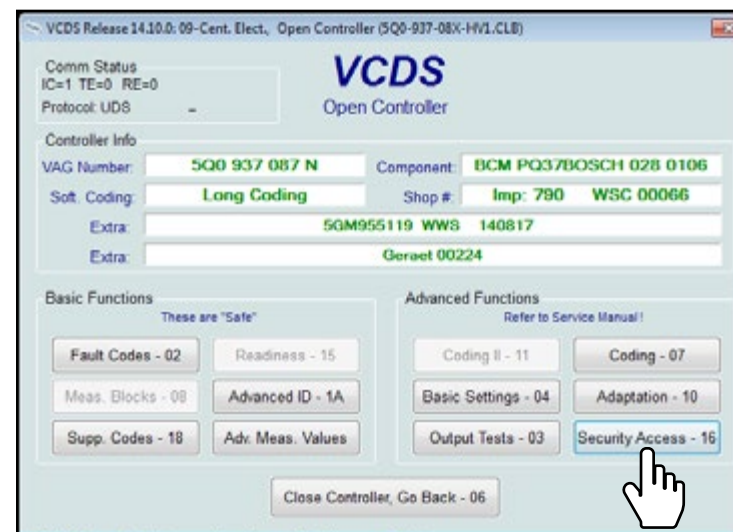 VCDS Release 14.10.0: 09-Cent. Elect., Open Controller (5Q0-937-08X-HV1.CLB)
Comm Status
IC=1 TE=0 RE=0
Protocol: UDS -
VCDS
Open Controller
Controller Info
VAG Number: 5Q0 937 087 N Component: BCM PQ37BOSCH 028 0106
Soft. Coding: Long Coding Shop #: Imp: 790 WSC 00066
Extra: 5GM955119 WWS 140817
Extra: Geraet 00224
Basic Functions
These are "Safe"
Fault Codes - 02 Readiness - 15
Meas. Blocks - 08 Advanced ID - 1A
Supp. Codes - 18 Adv. Meas. Values
Advanced Functions
Refer to Service Manual!
Coding II - 11 Coding - 07
Basic Settings - 04 Adaptation - 10
Output Tests - 03 Security Access - 16
Close Controller, Go Back - 06